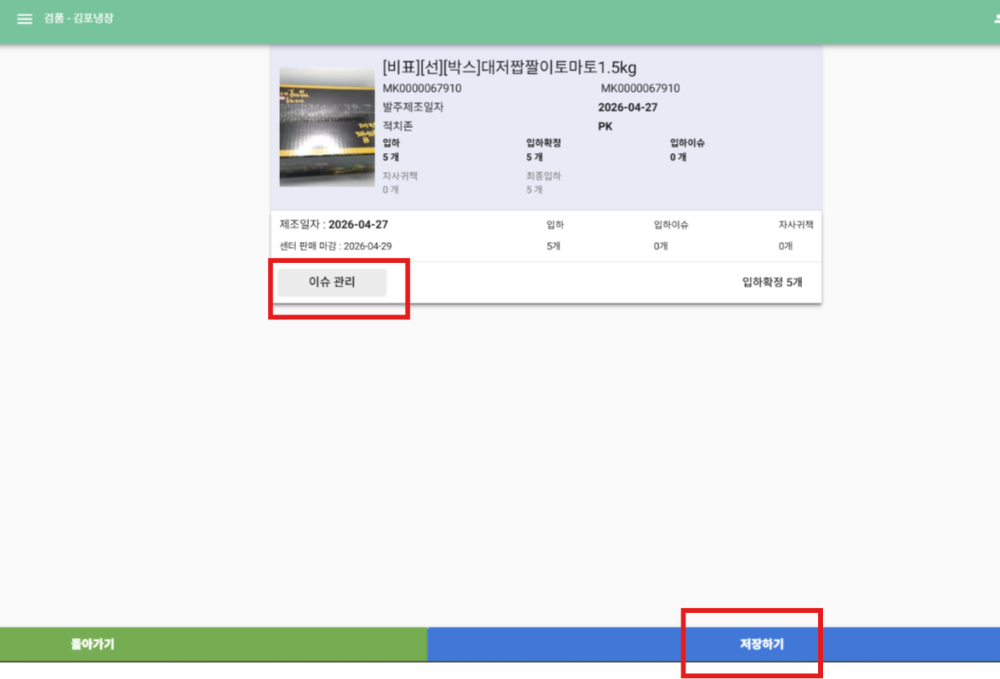 검품 - 김포냉장
[비표][선][박스]대저짭짤이토마토1.5kg
MK0000067910 MK0000067910
발주제조일자 2026-04-27
적치존 PK
입하 입하확정 입하이슈
5 개 5 개 0 개
자사귀책 최종입하
0 개 5 개
제조일자 : 2026-04-27 입하 입하이슈 자사귀책
센터 판매 마감 : 2026-04-29 5개 0개 0개
이슈 관리 입하확정 5개
돌아가기 저장하기